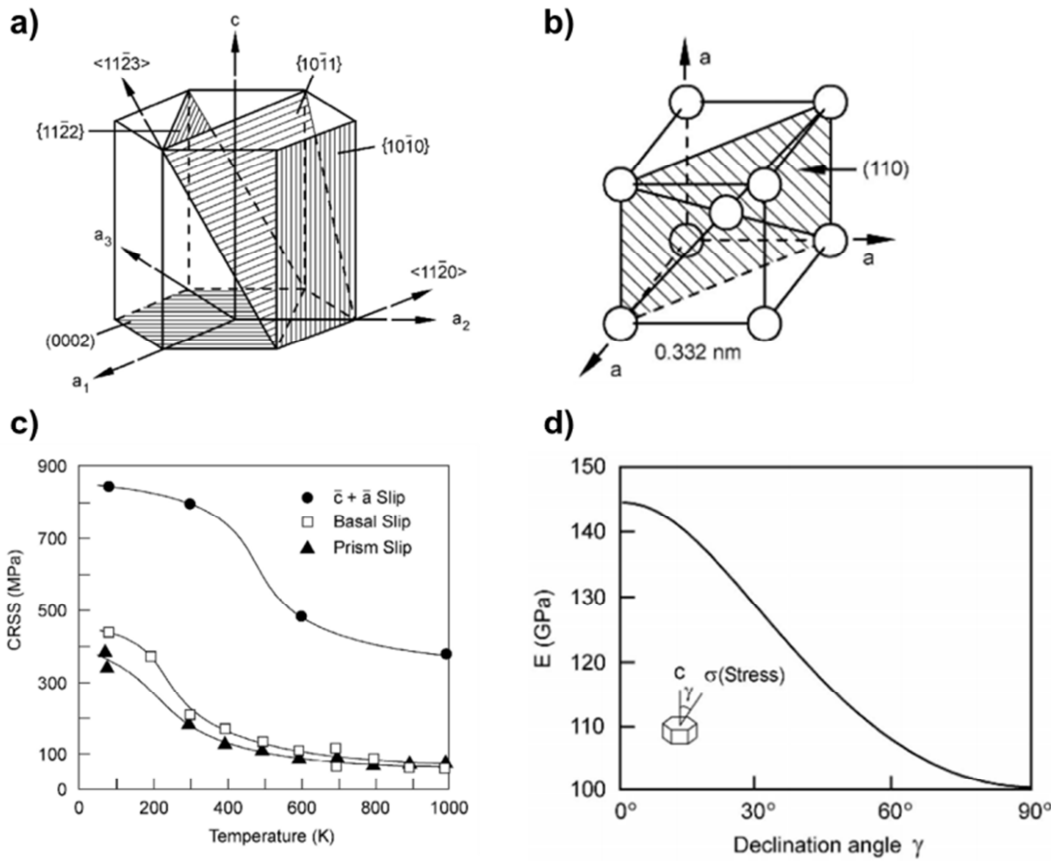 a)
c
<112̄3>
{101̄1}
{112̄2}
{101̄0}
a₃
<112̄0>
(0002)
a₂
a₁
b)
a
(110)
a
0.332 nm
a
c)
900
700
500
300
100
0
0 200 400 600 800 1000
CRSS (MPa)
Temperature (K)
c̄ + ā Slip
Basal Slip
Prism Slip
d)
150
140
130
120
110
100
0° 30° 60° 90°
E (GPa)
C
γ
σ(Stress)
Declination angle γ